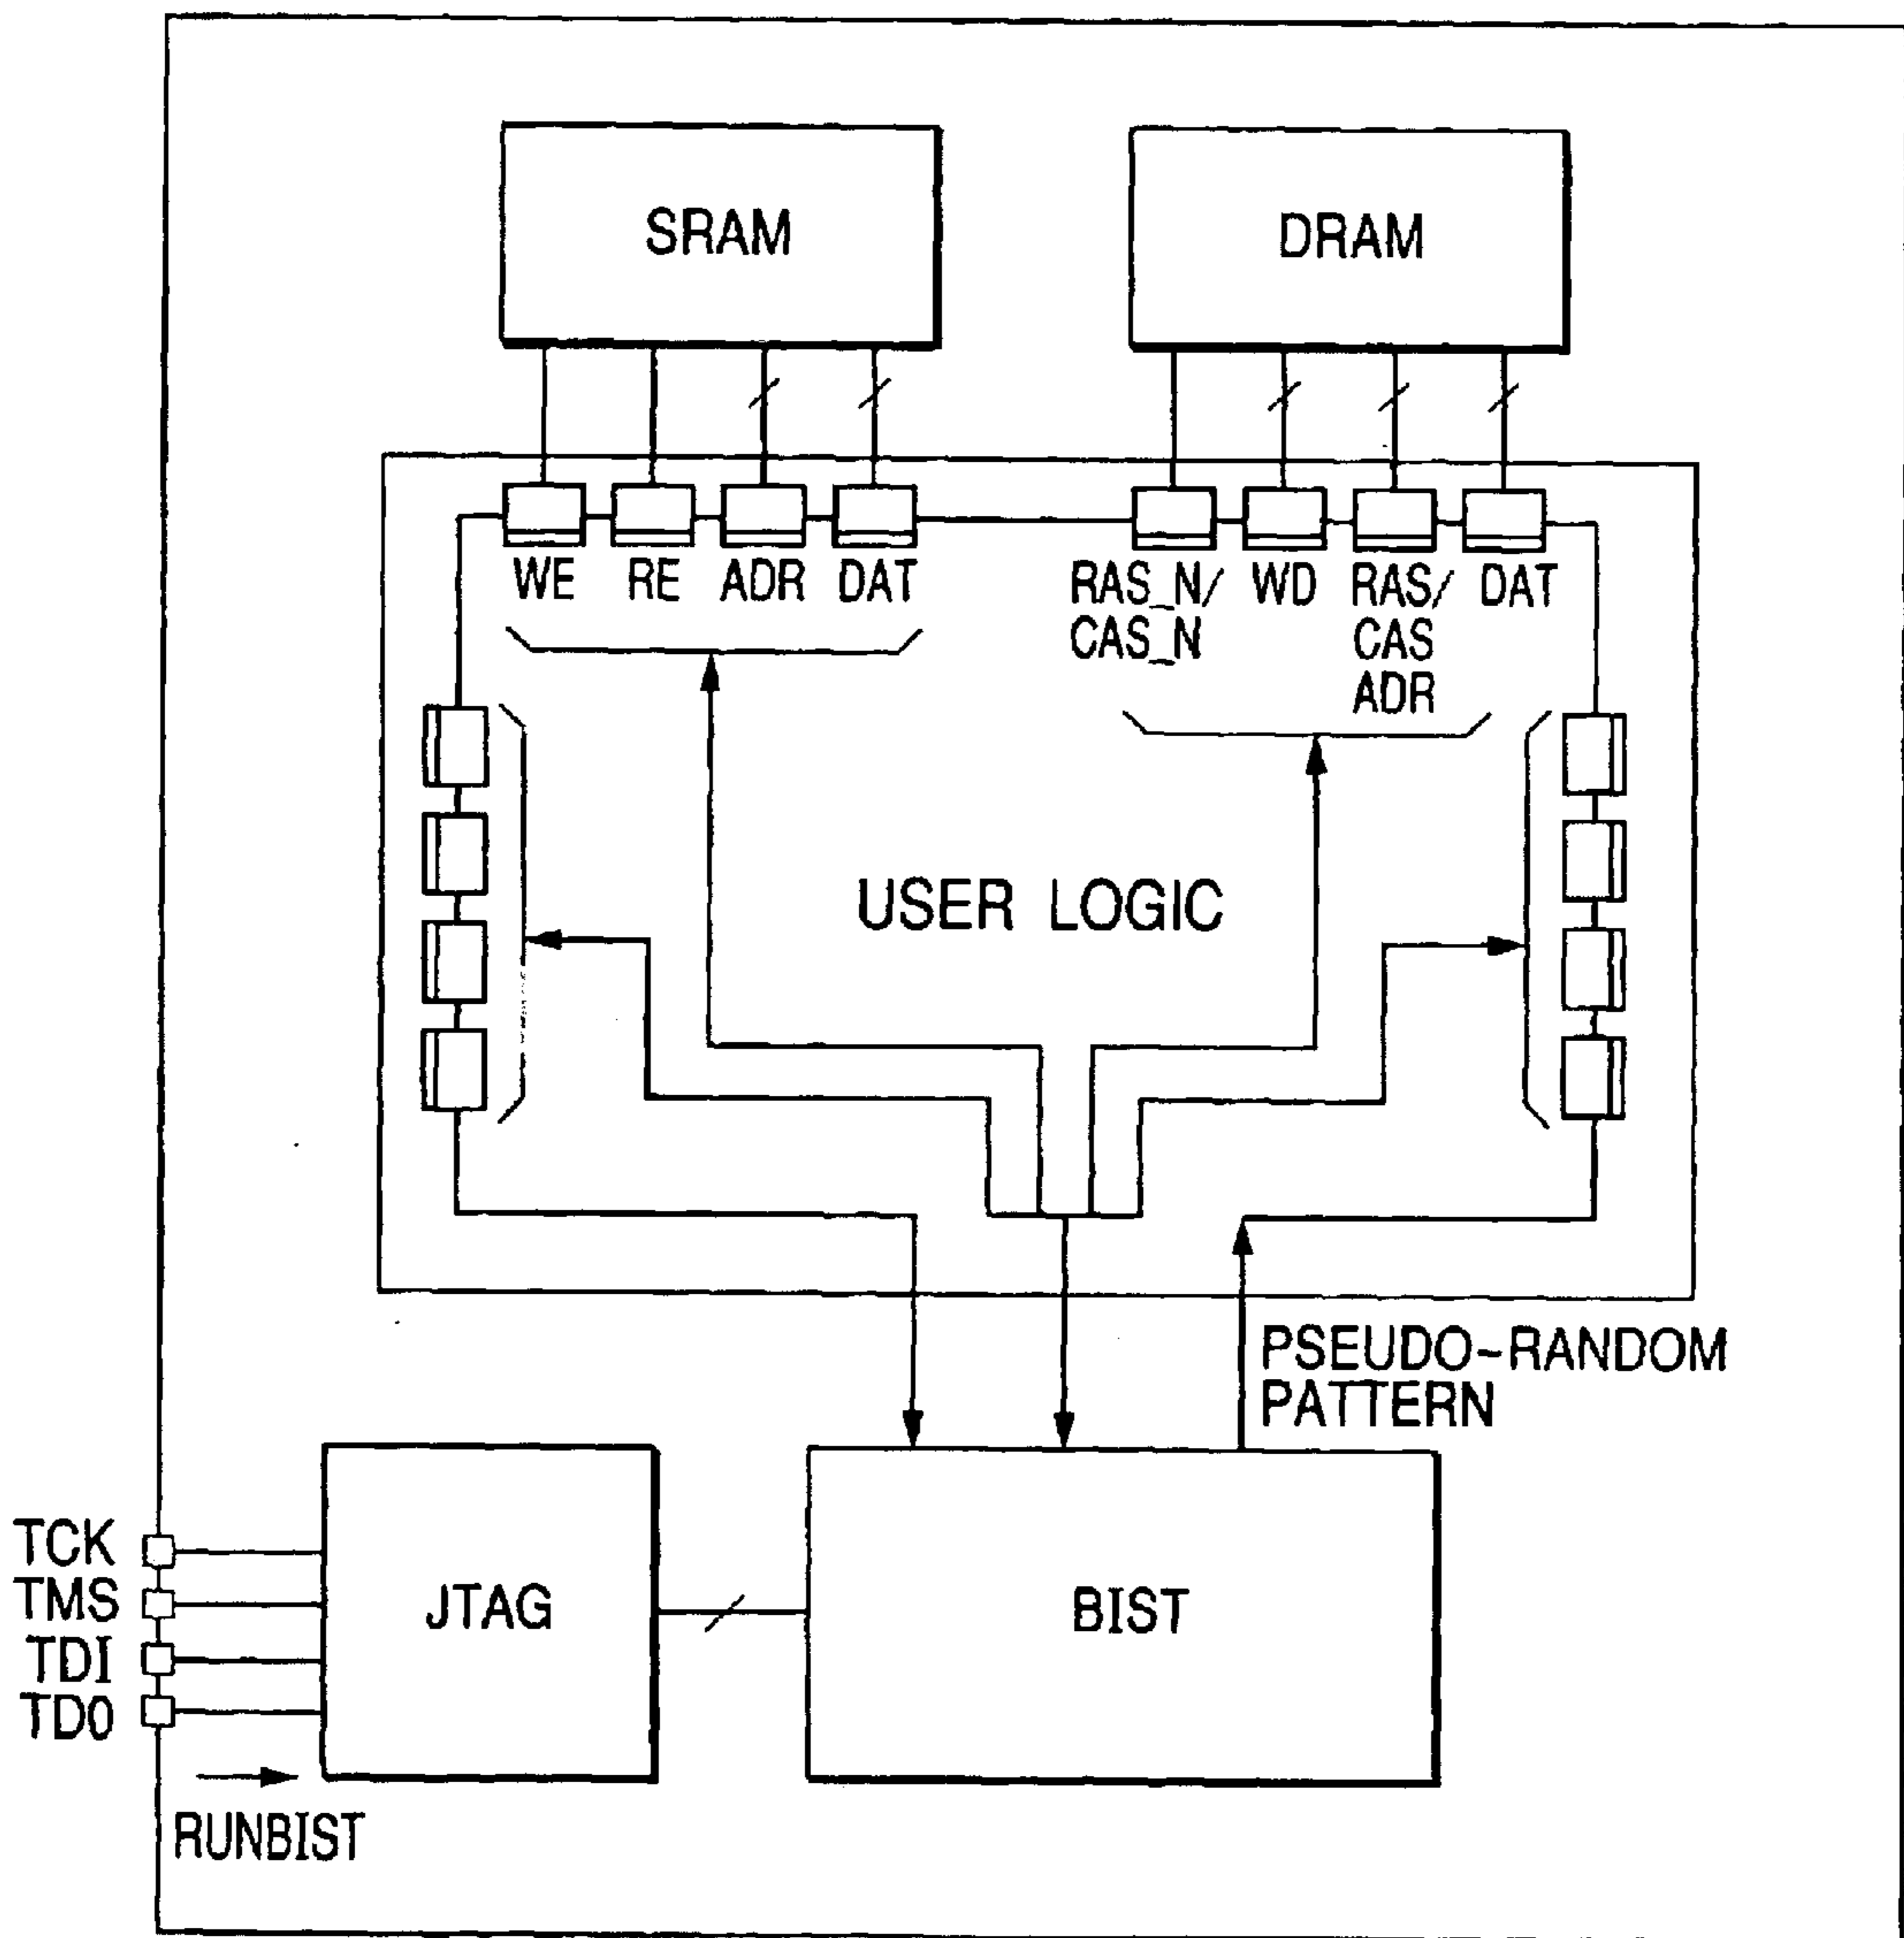 SRAM
DRAM
WE RE ADR DAT
RAS_N/
CAS_N
WD
RAS/
CAS
ADR
DAT
USER LOGIC
PSEUDO-RANDOM
PATTERN
TCK
TMS
TDI
TD0
JTAG
BIST
RUNBIST